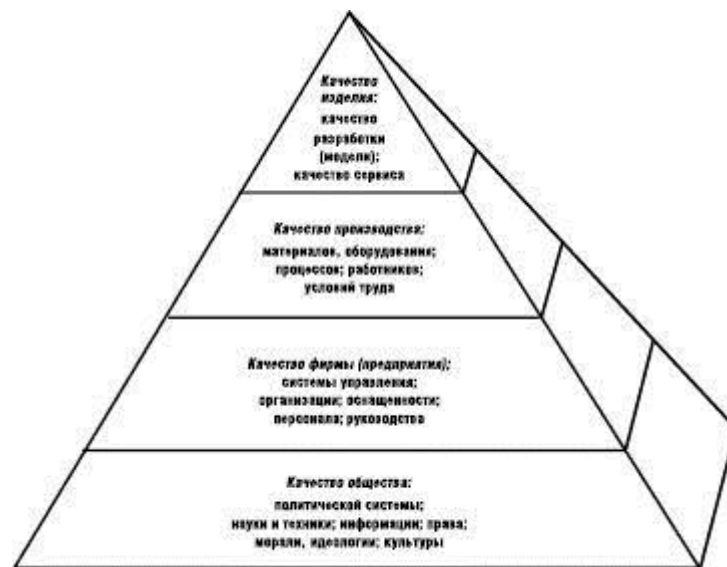 Качество
изделия:
качество
разработки
(модели);
качество сервиса
Качество производства:
материалов, оборудования;
процессов; работников;
условий труда
Качество фирмы (предприятия);
системы управления;
организации; оснащенности;
персонала; руководства
Качество общества:
политической системы;
науки и техники; информации; права;
морали, идеологии; культуры